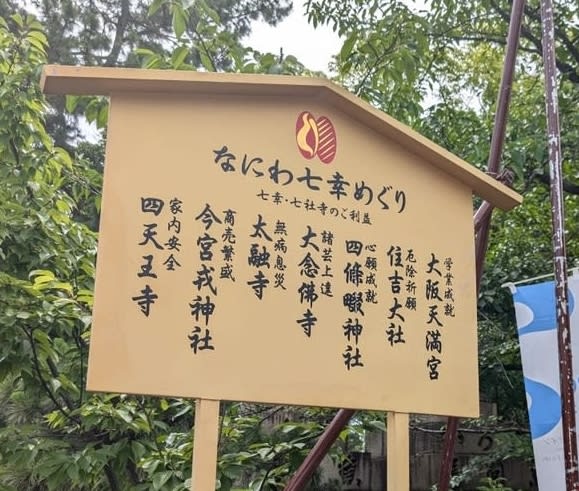 なにわ七幸めぐり
七幸・七社寺のご利益
営業成就
大阪天満宮
厄除祈願
住吉大社
心願成就
四條畷神社
諸芸上達
大念佛寺
無病息災
太融寺
商売繁盛
今宮戎神社
家内安全
四天王寺